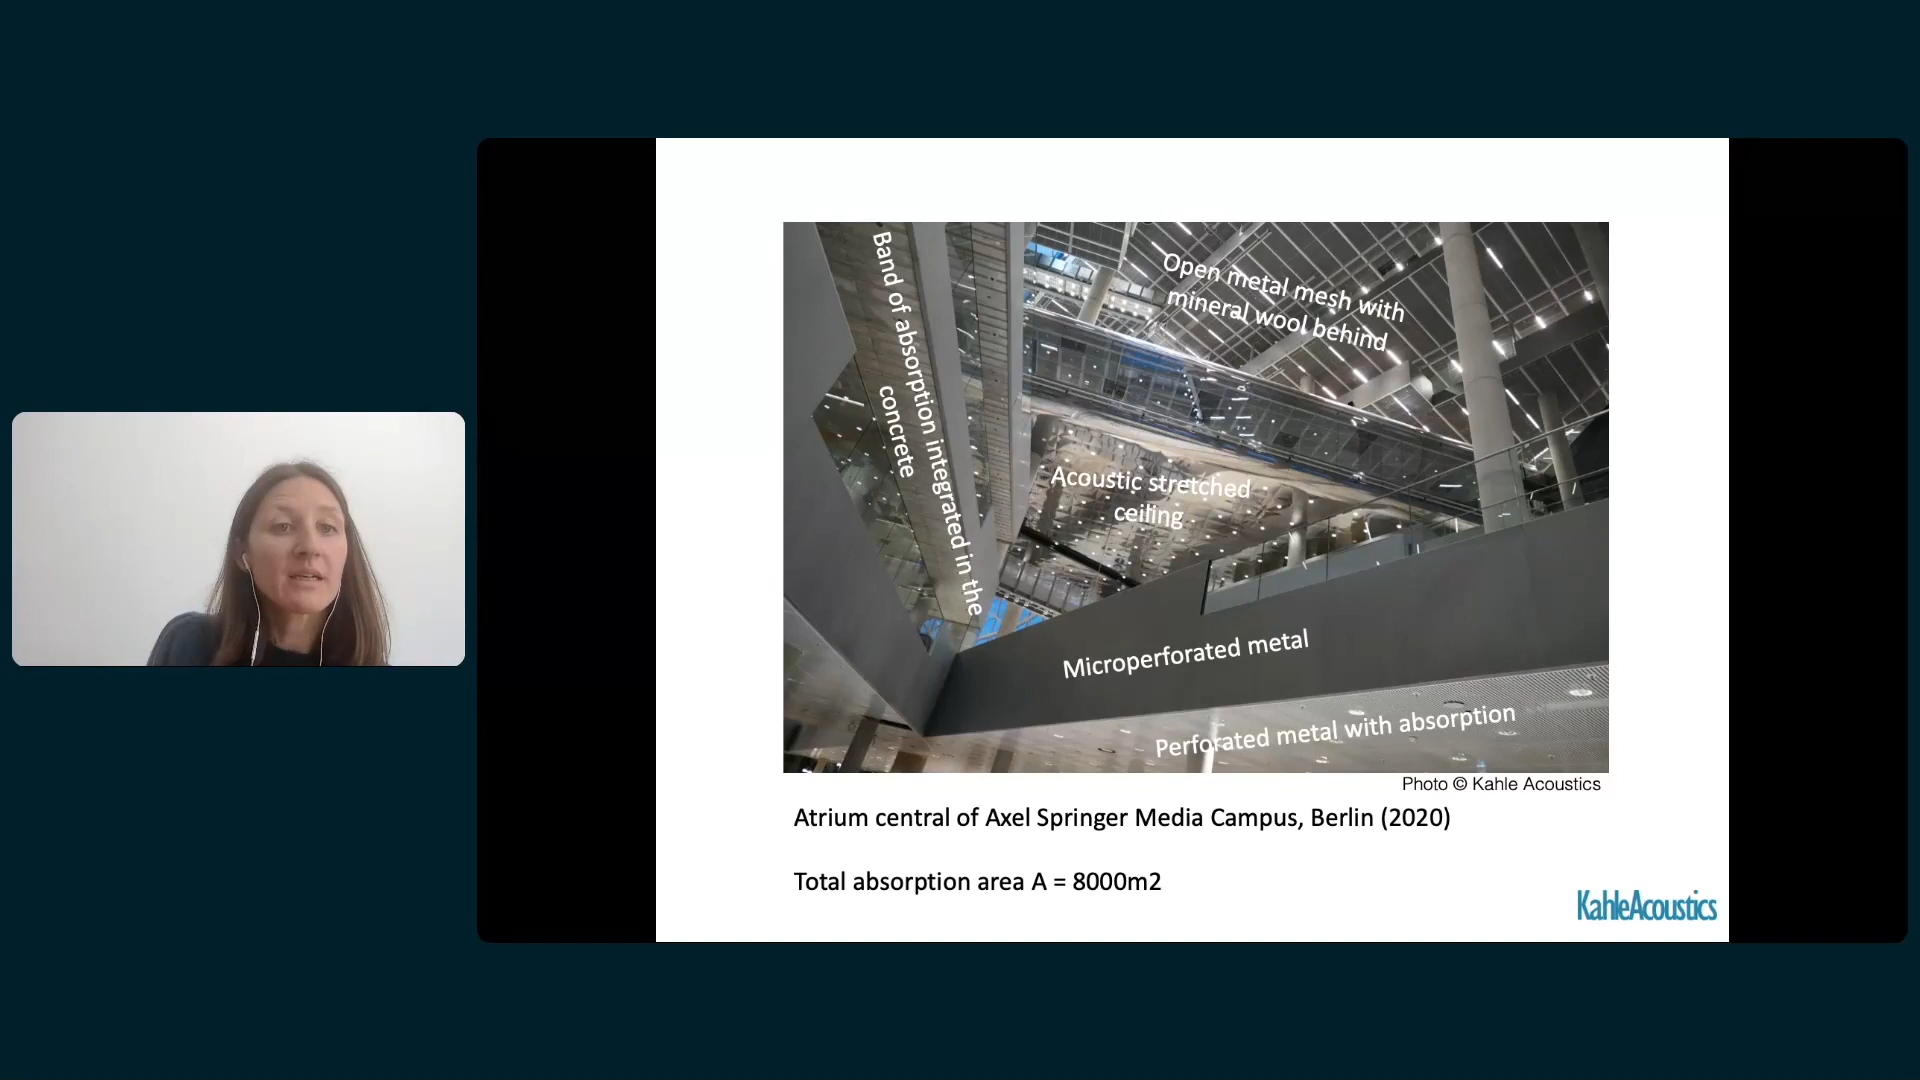 Band of absorption integrated in the
concrete
Open metal mesh with
mineral wool behind
Acoustic stretched
ceiling
Microperforated metal
Perforated metal with absorption
Photo © Kahle Acoustics
Atrium central of Axel Springer Media Campus, Berlin (2020)
Total absorption area A = 8000m2
KahleAcoustics